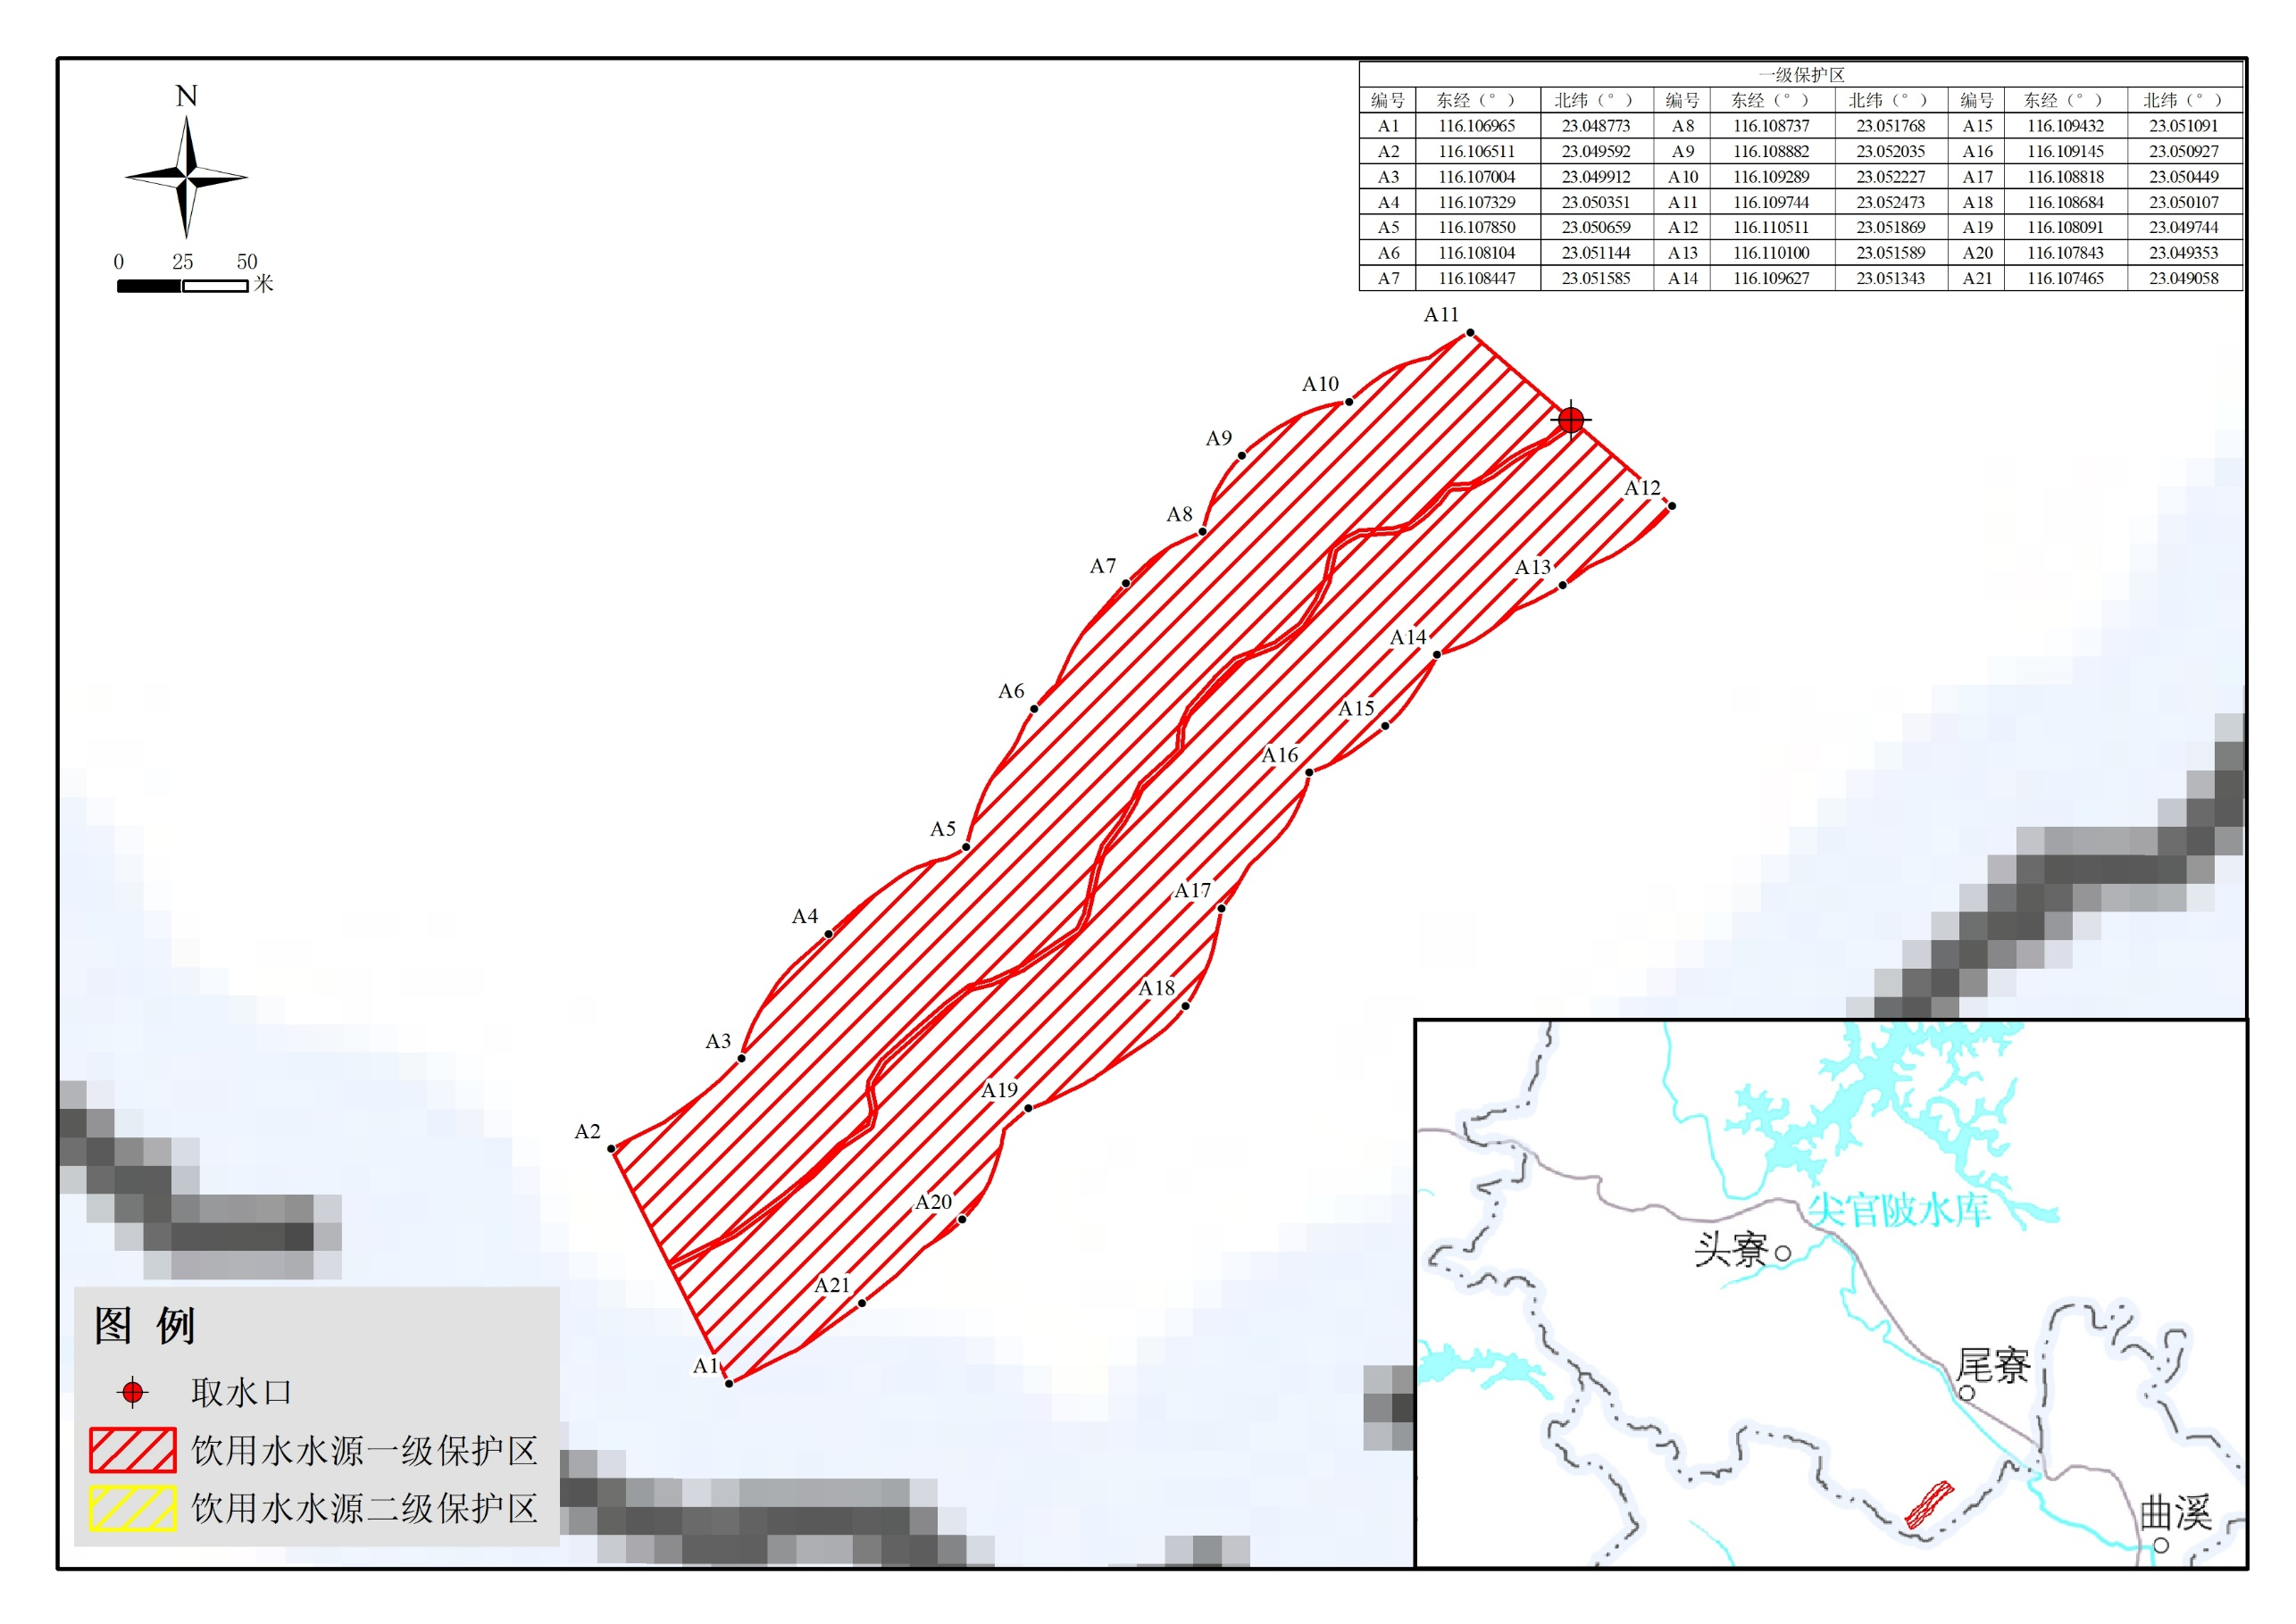 N
0 25 50
米
一级保护区
编号 东经（°） 北纬（°） 编号 东经（°） 北纬（°） 编号 东经（°） 北纬（°）
A1 116.106965 23.048773 A8 116.108737 23.051768 A15 116.109432 23.051091
A2 116.106511 23.049592 A9 116.108882 23.052035 A16 116.109145 23.050927
A3 116.107004 23.049912 A10 116.109289 23.052227 A17 116.108818 23.050449
A4 116.107329 23.050351 A11 116.109744 23.052473 A18 116.108684 23.050107
A5 116.107850 23.050659 A12 116.110511 23.051869 A19 116.108091 23.049744
A6 116.108104 23.051144 A13 116.110100 23.051589 A20 116.107843 23.049353
A7 116.108447 23.051585 A14 116.109627 23.051343 A21 116.107465 23.049058
A11
A10
A9
A12
A8
A7
A13
A14
A6
A15
A16
A5
A17
A4
A18
A3
A19
A2
A20
A21
A1
尖官陂水库
头寮
尾寮
曲溪
图 例
取水口
饮用水水源一级保护区
饮用水水源二级保护区